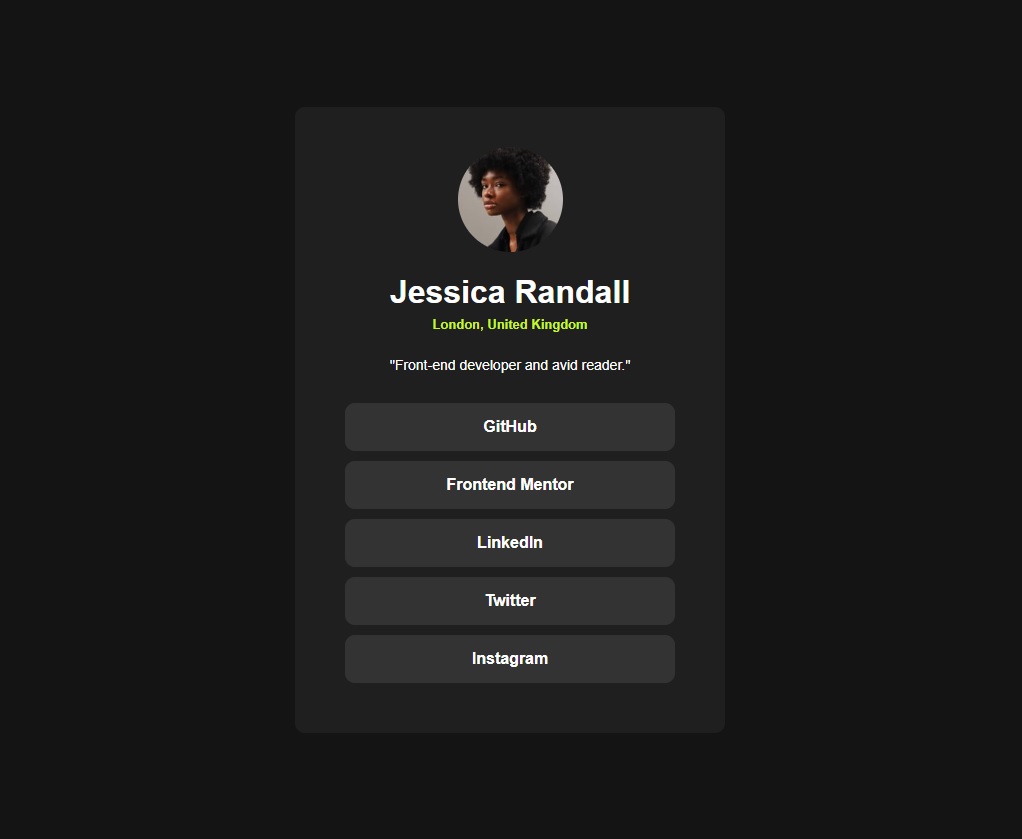 Jessica Randall
London, United Kingdom
"Front-end developer and avid reader."
GitHub
Frontend Mentor
LinkedIn
Twitter
Instagram